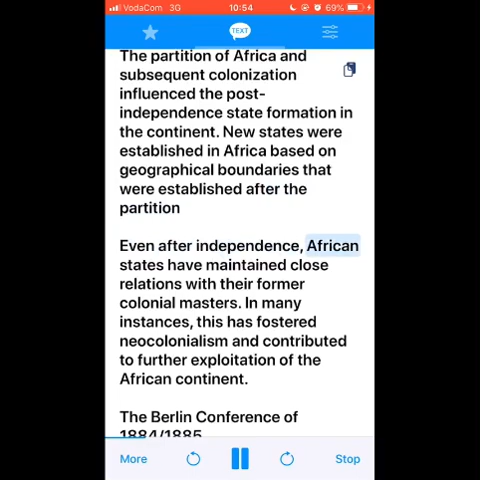 VodaCom 3G 10:54 69%
TEXT
The partition of Africa and
subsequent colonization
influenced the post-
independence state formation in
the continent. New states were
established in Africa based on
geographical boundaries that
were established after the
partition
Even after independence, African
states have maintained close
relations with their former
colonial masters. In many
instances, this has fostered
neocolonialism and contributed
to further exploitation of the
African continent.
The Berlin Conference of
1884/1885
More Stop